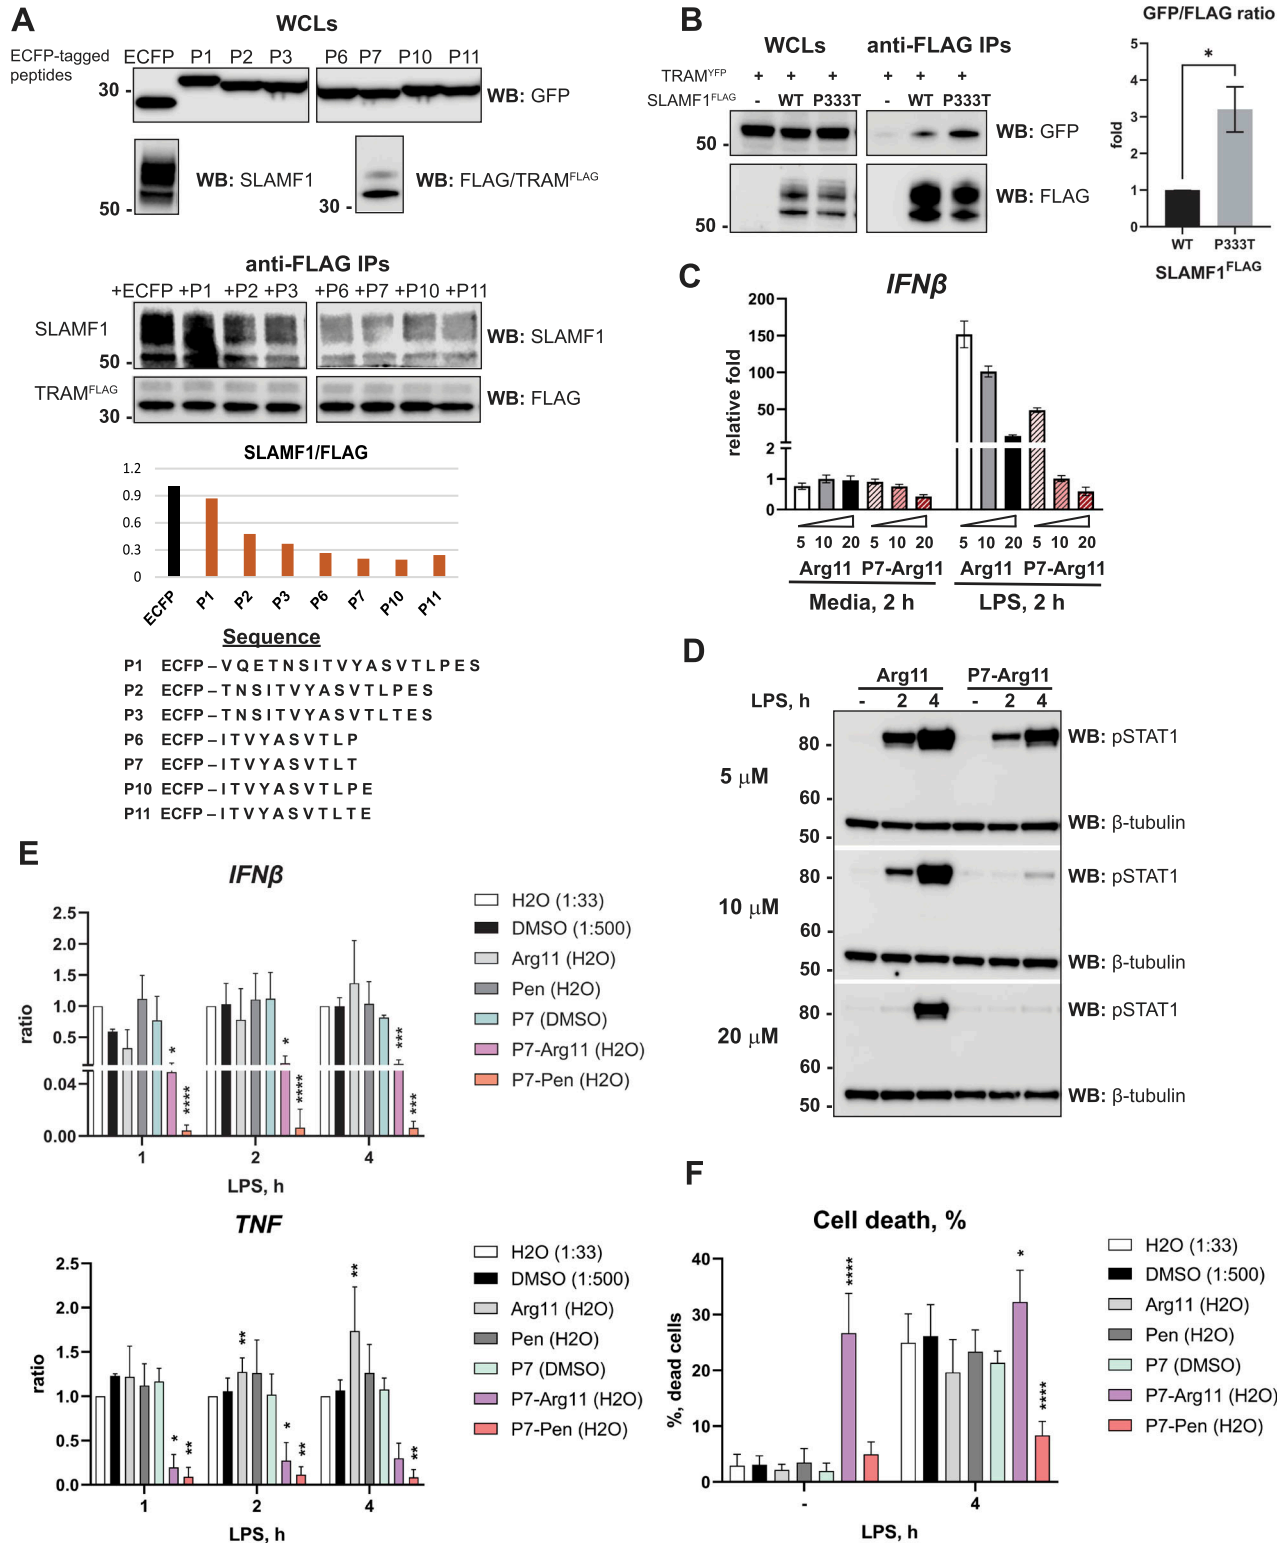 A
WCLs
ECFP-tagged peptides
ECFP P1 P2 P3 P6 P7 P10 P11
30 -
WB: GFP
50 -
WB: SLAMF1
30 -
WB: FLAG/TRAMFLAG
anti-FLAG IPs
+ECFP +P1 +P2 +P3 +P6 +P7 +P10 +P11
SLAMF1
50 -
WB: SLAMF1
TRAMFLAG
30 -
WB: FLAG
SLAMF1/FLAG
1.2
0.9
0.6
0.3
0
ECFP P1 P2 P3 P6 P7 P10 P11
Sequence
P1 ECFP – V Q E T N S I T V Y A S V T L P E S
P2 ECFP – T N S I T V Y A S V T L P E S
P3 ECFP – T N S I T V Y A S V T L T E S
P6 ECFP – I T V Y A S V T L P
P7 ECFP – I T V Y A S V T L T
P10 ECFP – I T V Y A S V T L P E
P11 ECFP – I T V Y A S V T L T E
B
WCLs anti-FLAG IPs
TRAMYFP + + + + + +
SLAMF1FLAG - WT P333T - WT P333T
50 -
WB: GFP
50 -
WB: FLAG
GFP/FLAG ratio
fold
5
4
3
2
1
0
*
WT P333T
SLAMF1FLAG
C
IFNβ
relative fold
200
150
100
50
2
1
0
5 10 20 5 10 20 5 10 20 5 10 20
Arg11 P7-Arg11 Arg11 P7-Arg11
Media, 2 h LPS, 2 h
D
Arg11 P7-Arg11
LPS, h - 2 4 - 2 4
5 µM
80 -
60 -
50 -
WB: pSTAT1
WB: β-tubulin
10 µM
80 -
60 -
50 -
WB: pSTAT1
WB: β-tubulin
20 µM
80 -
60 -
50 -
WB: pSTAT1
WB: β-tubulin
E
IFNβ
ratio
2.5
2.0
1.5
1.0
0.5
0.04
0.00
* **** * **** *** ***
1 2 4
LPS, h
H2O (1:33)
DMSO (1:500)
Arg11 (H2O)
Pen (H2O)
P7 (DMSO)
P7-Arg11 (H2O)
P7-Pen (H2O)
TNF
ratio
2.5
2.0
1.5
1.0
0.5
0.0
* ** ** * ** ** **
1 2 4
LPS, h
H2O (1:33)
DMSO (1:500)
Arg11 (H2O)
Pen (H2O)
P7 (DMSO)
P7-Arg11 (H2O)
P7-Pen (H2O)
F
Cell death, %
%, dead cells
40
30
20
10
0
**** * ****
- 4
LPS, h
H2O (1:33)
DMSO (1:500)
Arg11 (H2O)
Pen (H2O)
P7 (DMSO)
P7-Arg11 (H2O)
P7-Pen (H2O)